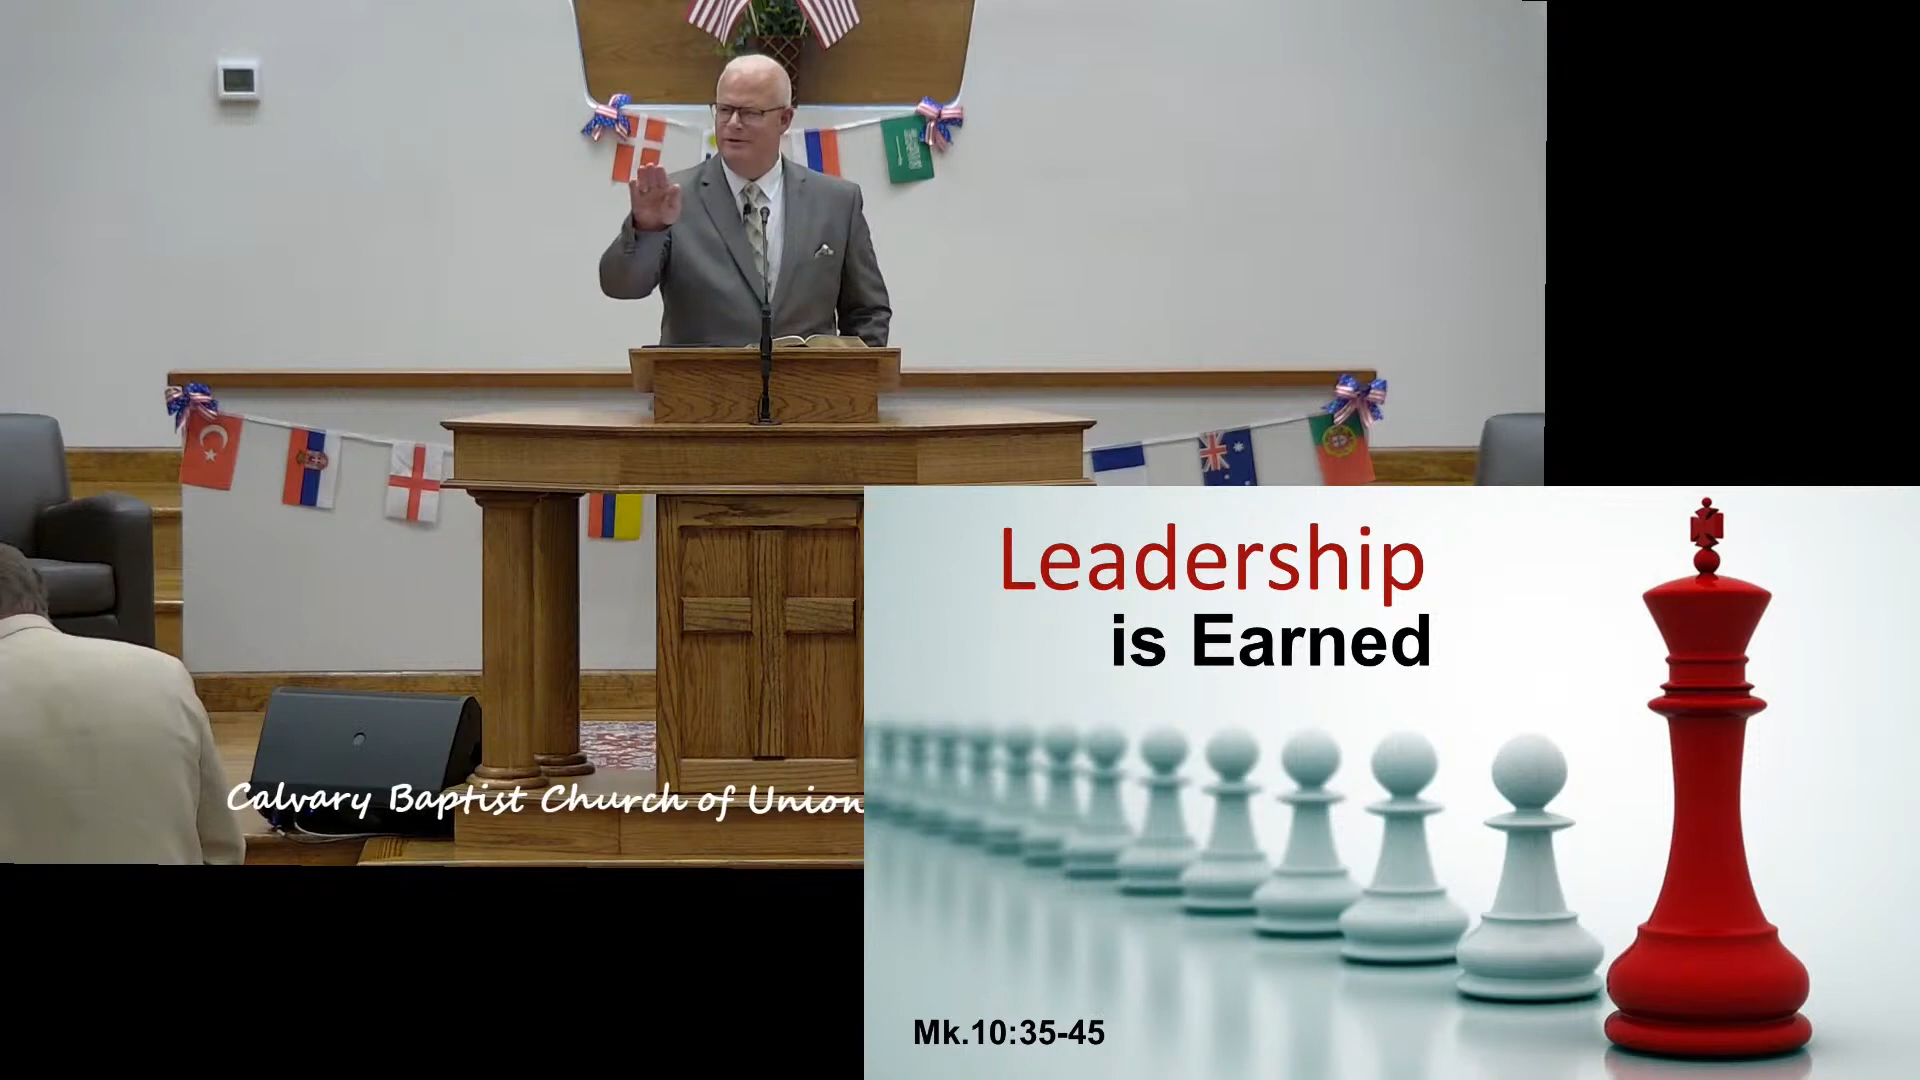 Calvary Baptist Church of Union
Leadership
is Earned
Mk.10:35-45